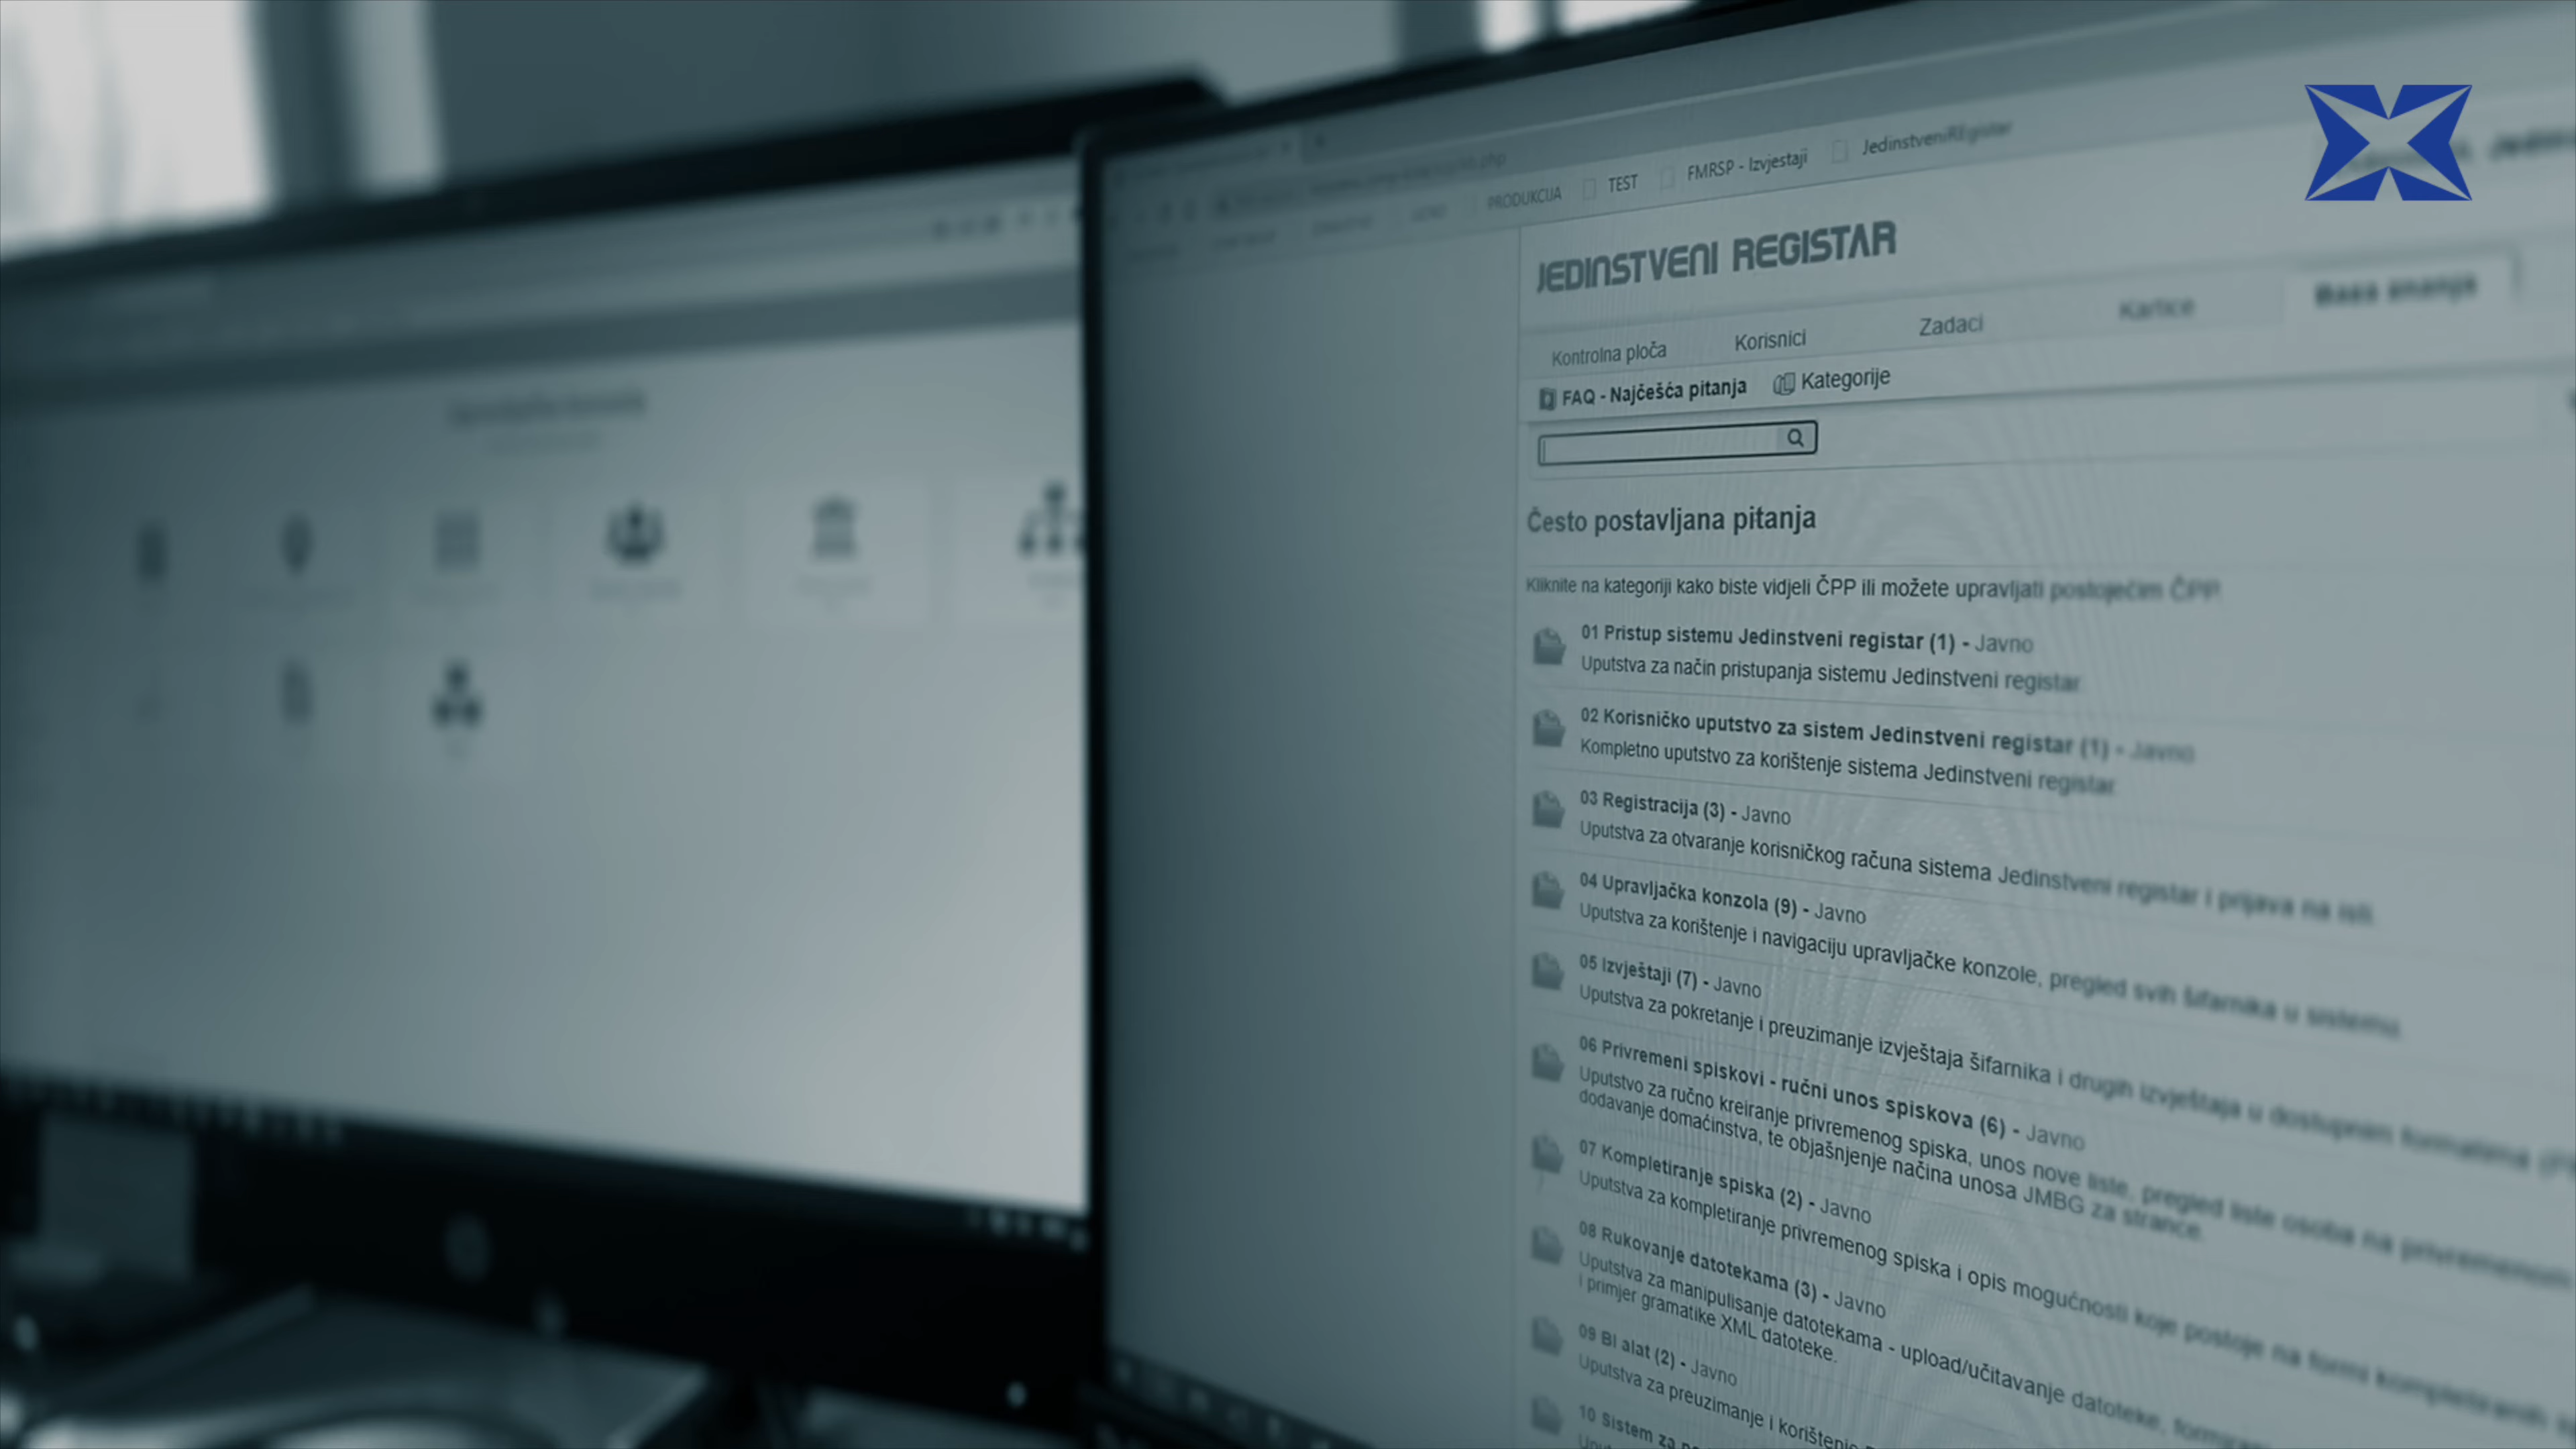 PRODUKCIJA TEST FMRSP - Izvjestaji JedinstveniREgistar
JEDINSTVENI REGISTAR
Kontrolna ploča Korisnici Zadaci Kartice Baza znanja
FAQ - Najčešća pitanja Kategorije
Često postavljana pitanja
Kliknite na kategoriji kako biste vidjeli ČPP ili možete upravljati postojećim ČPP
01 Pristup sistemu Jedinstveni registar (1) - Javno
Uputstva za način pristupanja sistemu Jedinstveni registar
02 Korisničko uputstvo za sistem Jedinstveni registar (1) - Javno
Kompletno uputstvo za korištenje sistema Jedinstveni registar
03 Registracija (3) - Javno
Uputstva za otvaranje korisničkog računa sistema Jedinstveni registar i prijava na isti.
04 Upravljačka konzola (9) - Javno
Uputstva za korištenje i navigaciju upravljačke konzole, pregled svih šifarnika u sistemu.
05 Izvještaji (7) - Javno
Uputstva za pokretanje i preuzimanje izvještaja šifarnika i drugih izvještaja u dostupnim formatima
06 Privremeni spiskovi - ručni unos spiskova (6) - Javno
Uputstvo za ručno kreiranje privremenog spiska, unos nove liste, pregled liste osoba na
dodavanje domaćinstva, te objašnjenje načina unosa JMBG za strance.
07 Kompletiranje spiska (2) - Javno
Uputstva za kompletiranje privremenog spiska i opis mogućnosti koje postoje na formi
08 Rukovanje datotekama (3) - Javno
Uputstva za manipulisanje datotekama - upload/učitavanje datoteke,
i primjer gramatike XML datoteke.
09 BI alat (2) - Javno
Uputstva za preuzimanje i korištenje
10 Sistem za